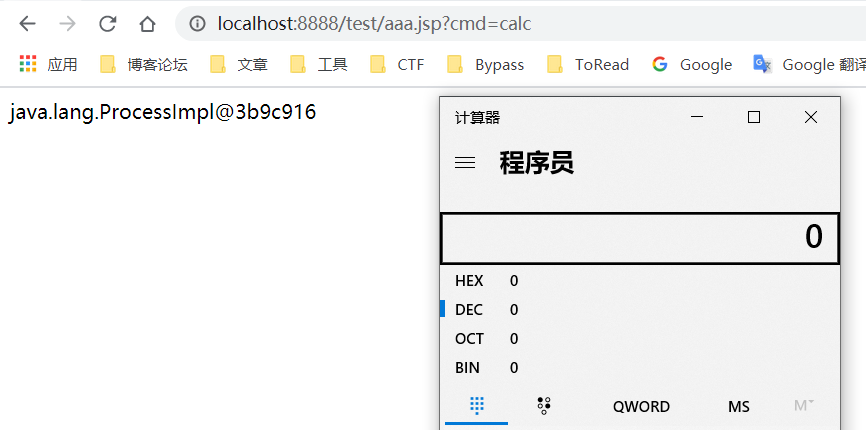 localhost:8888/test/aaa.jsp?cmd=calc
应用 博客论坛 文章 工具 CTF Bypass ToRead Google Google 翻译
java.lang.ProcessImpl@3b9c916
计算器
程序员
0
HEX 0
DEC 0
OCT 0
BIN 0
QWORD MS M